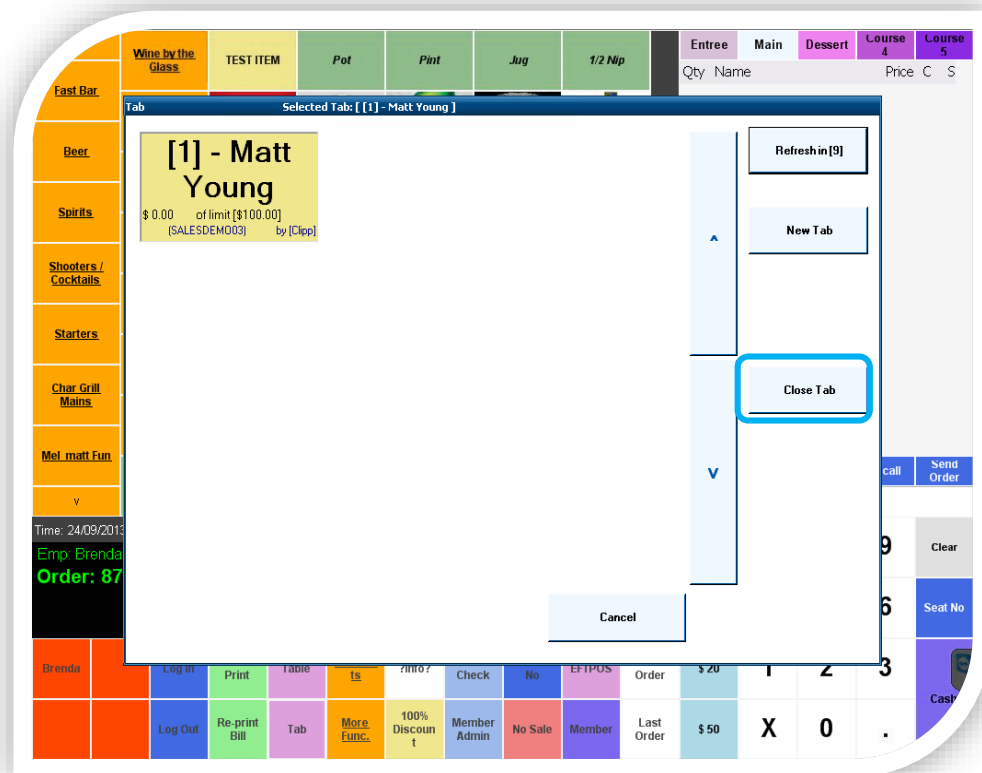 Wine by the
Glass
TEST ITEM
Pot
Pint
Jug
1/2 Nip
Entree
Main
Dessert
Course
4
Course
5
Qty Name
Price C S
Fast Bar
Beer
Spirits
Shooters /
Cocktails
Starters
Char Grill
Mains
Mel matt Fun
v
Tab
Selected Tab: [ [1] - Matt Young ]
[1] - Matt
Young
$ 0.00 of limit [$100.00]
(SALESDEMO03) by [Clipp]
^
v
Refresh in [9]
New Tab
Close Tab
Cancel
call
Send
Order
Time: 24/09/2013
Emp: Brenda
Order: 87
9
Clear
6
Seat No
Brenda
Log In
Print
Table
ts
?Info?
Check
No
EFTPOS
Order
$ 20
1
2
3
Cash
Log Out
Re-print
Bill
Tab
More
Func.
100%
Discoun
t
Member
Admin
No Sale
Member
Last
Order
$ 50
X
0
.